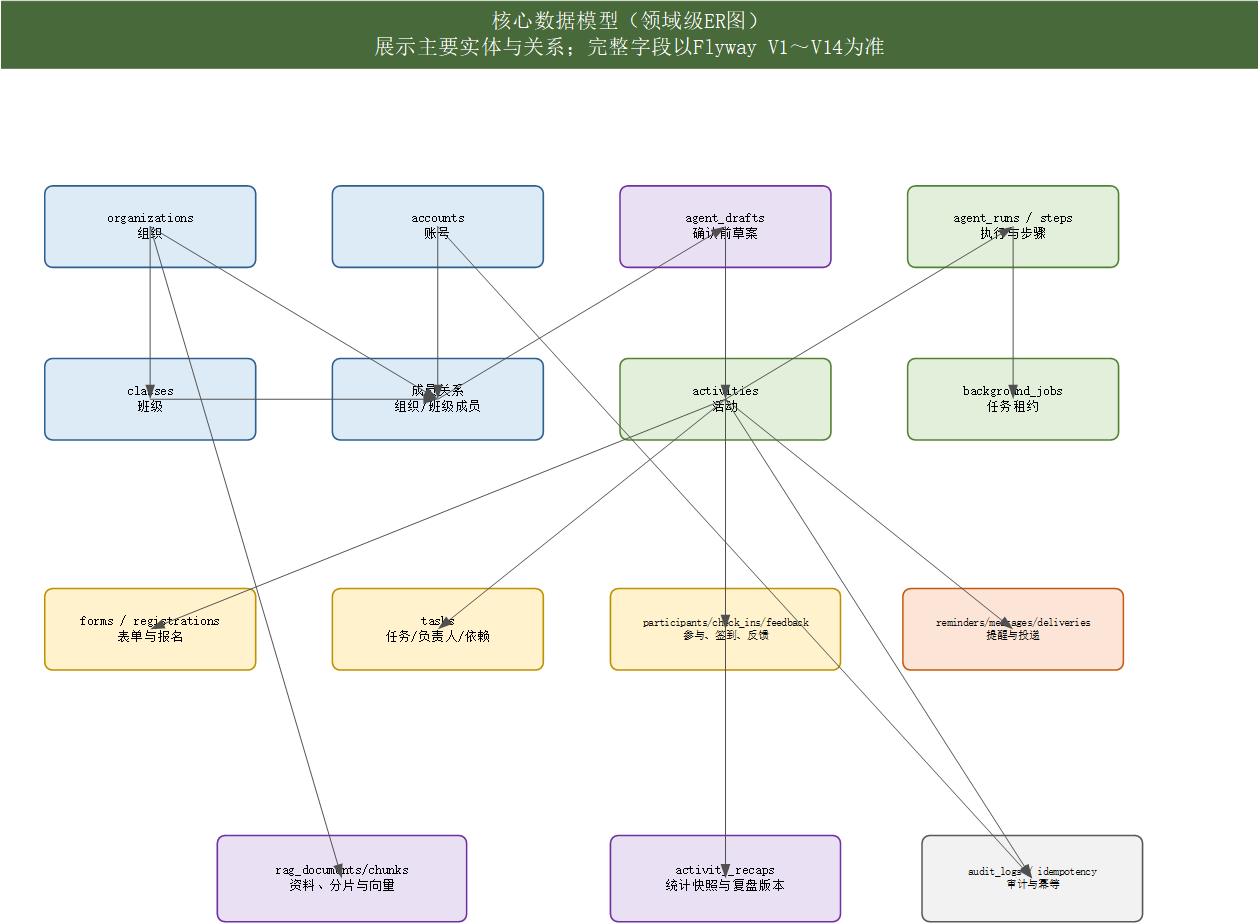 核心数据模型（领域级ER图）
展示主要实体与关系；完整字段以Flyway V1～V14为准
organizations
组织
accounts
账号
agent_drafts
确认前草案
agent_runs / steps
执行与步骤
classes
班级
成员关系
组织/班级成员
activities
活动
background_jobs
任务租约
forms / registrations
表单与报名
tasks
任务/负责人/依赖
participants/check_ins/feedback
参与、签到、反馈
reminders/messages/deliveries
提醒与投递
rag_documents/chunks
资料、分片与向量
activity_recaps
统计快照与复盘版本
audit_logs / idempotency
审计与幂等